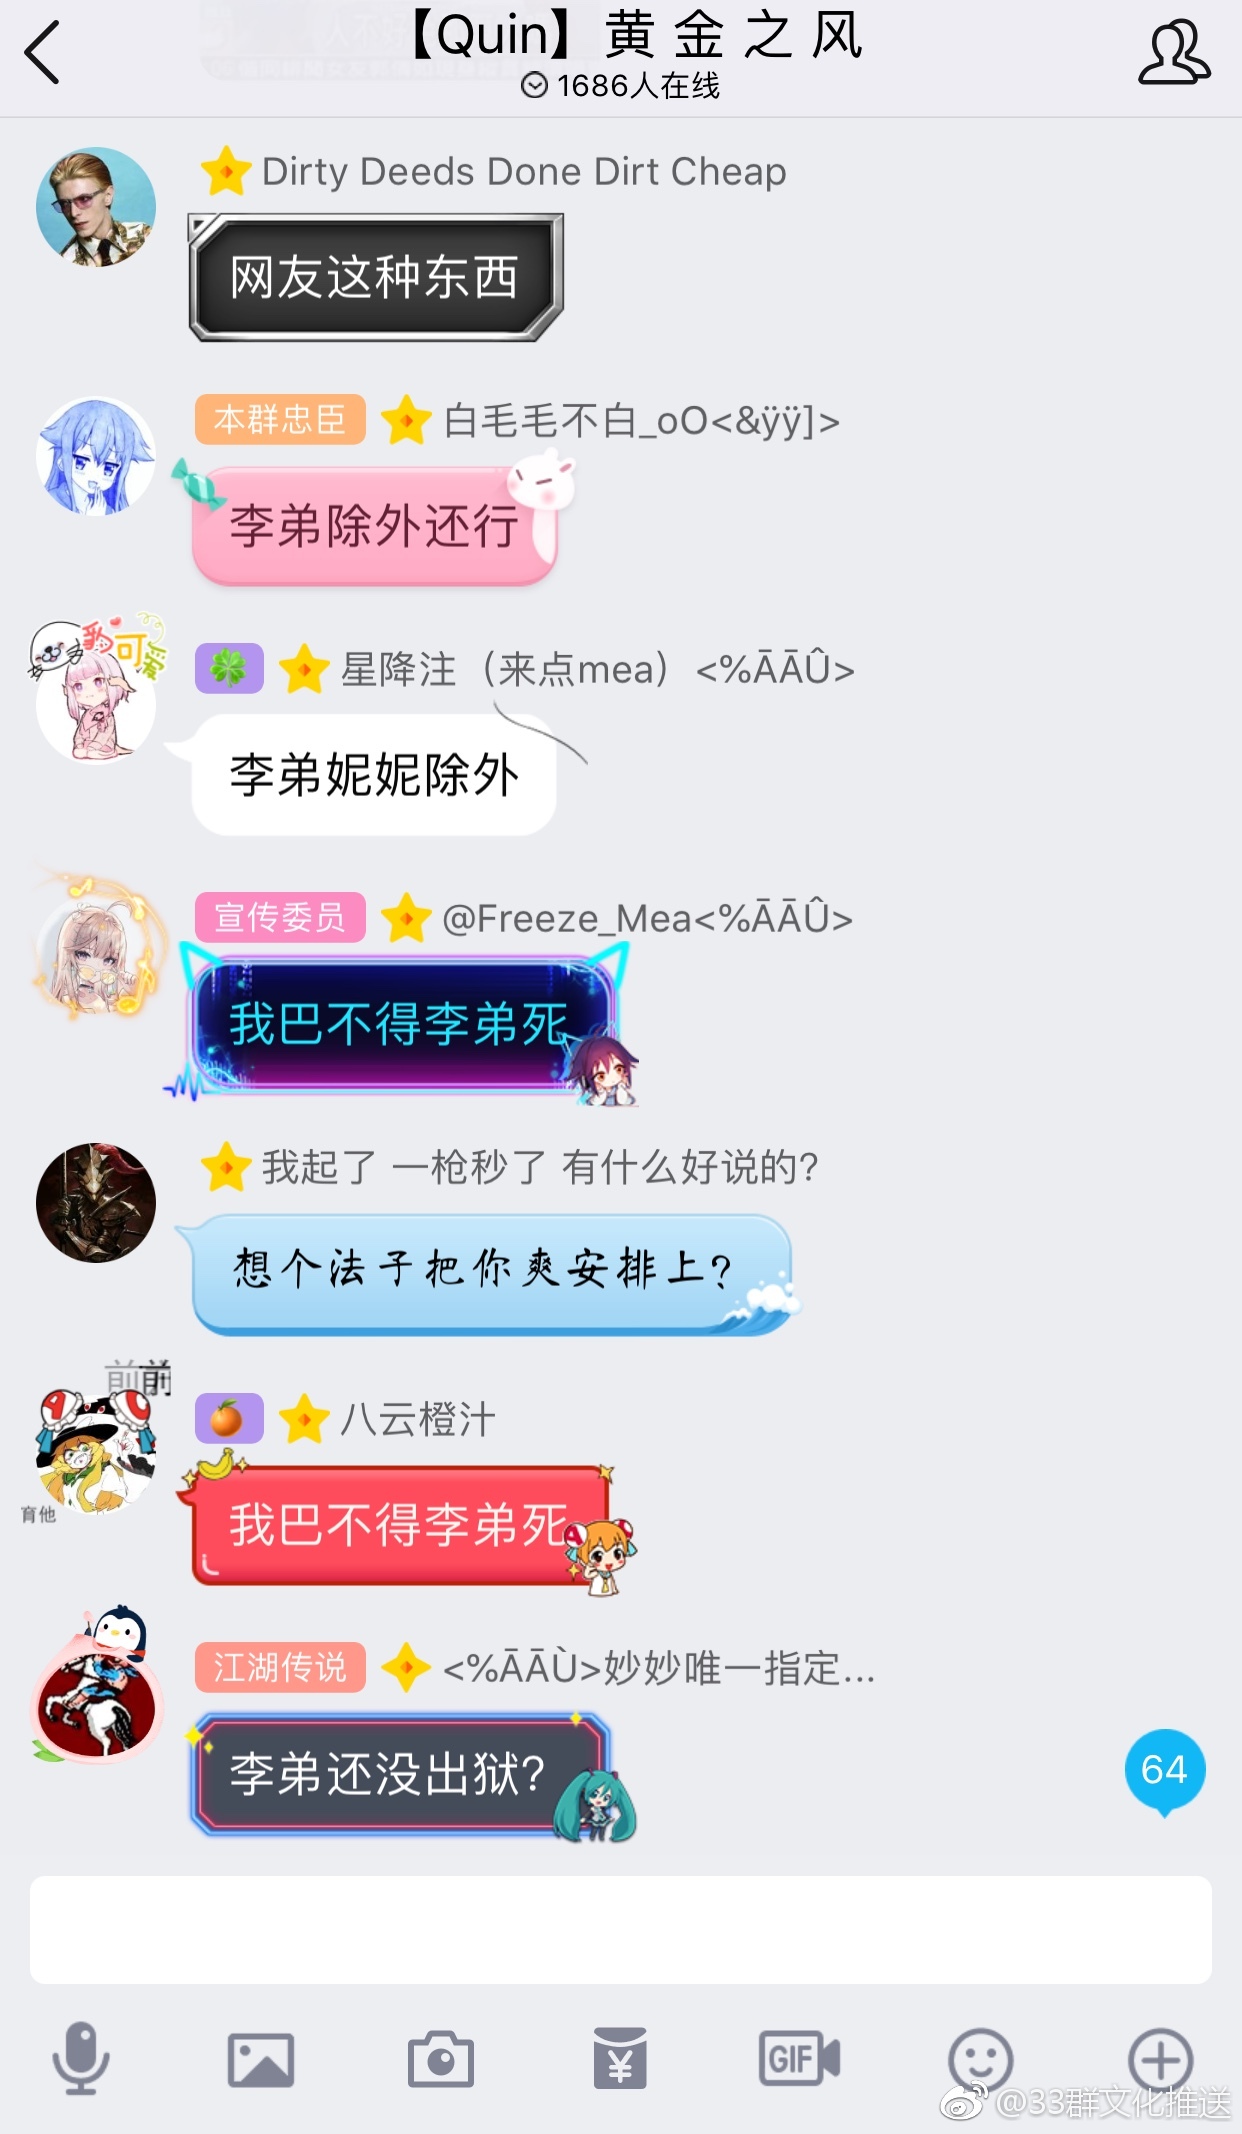 【Quin】黄金之风
1686人在线
Dirty Deeds Done Dirt Cheap
网友这种东西
本群忠臣 白毛毛不白_oO<&ÿÿ]>
李弟除外还行
豹可爱
星降注（来点mea）<%ĀĀÛ>
李弟妮妮除外
宣传委员 @Freeze_Mea<%ĀĀÛ>
我巴不得李弟死
我起了 一枪秒了 有什么好说的?
想个法子把你爽安排上?
前前
八云橙汁
育他
我巴不得李弟死
江湖传说 <%ĀĀÙ>妙妙唯一指定...
李弟还没出狱?
64
GIF
@33群文化推送